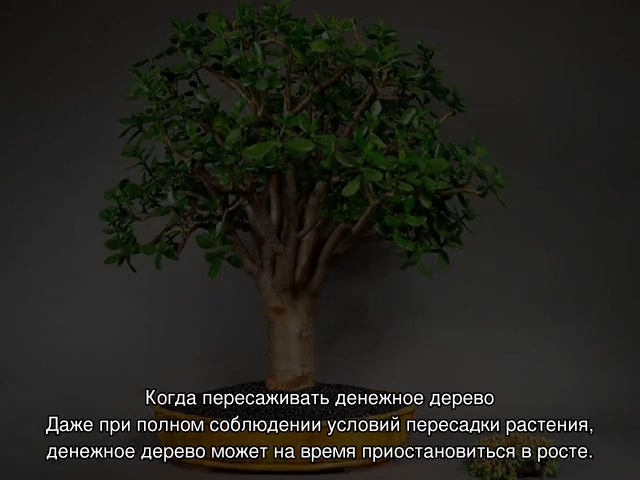 Когда пересаживать денежное дерево
Даже при полном соблюдении условий пересадки растения,
денежное дерево может на время приостановиться в росте.